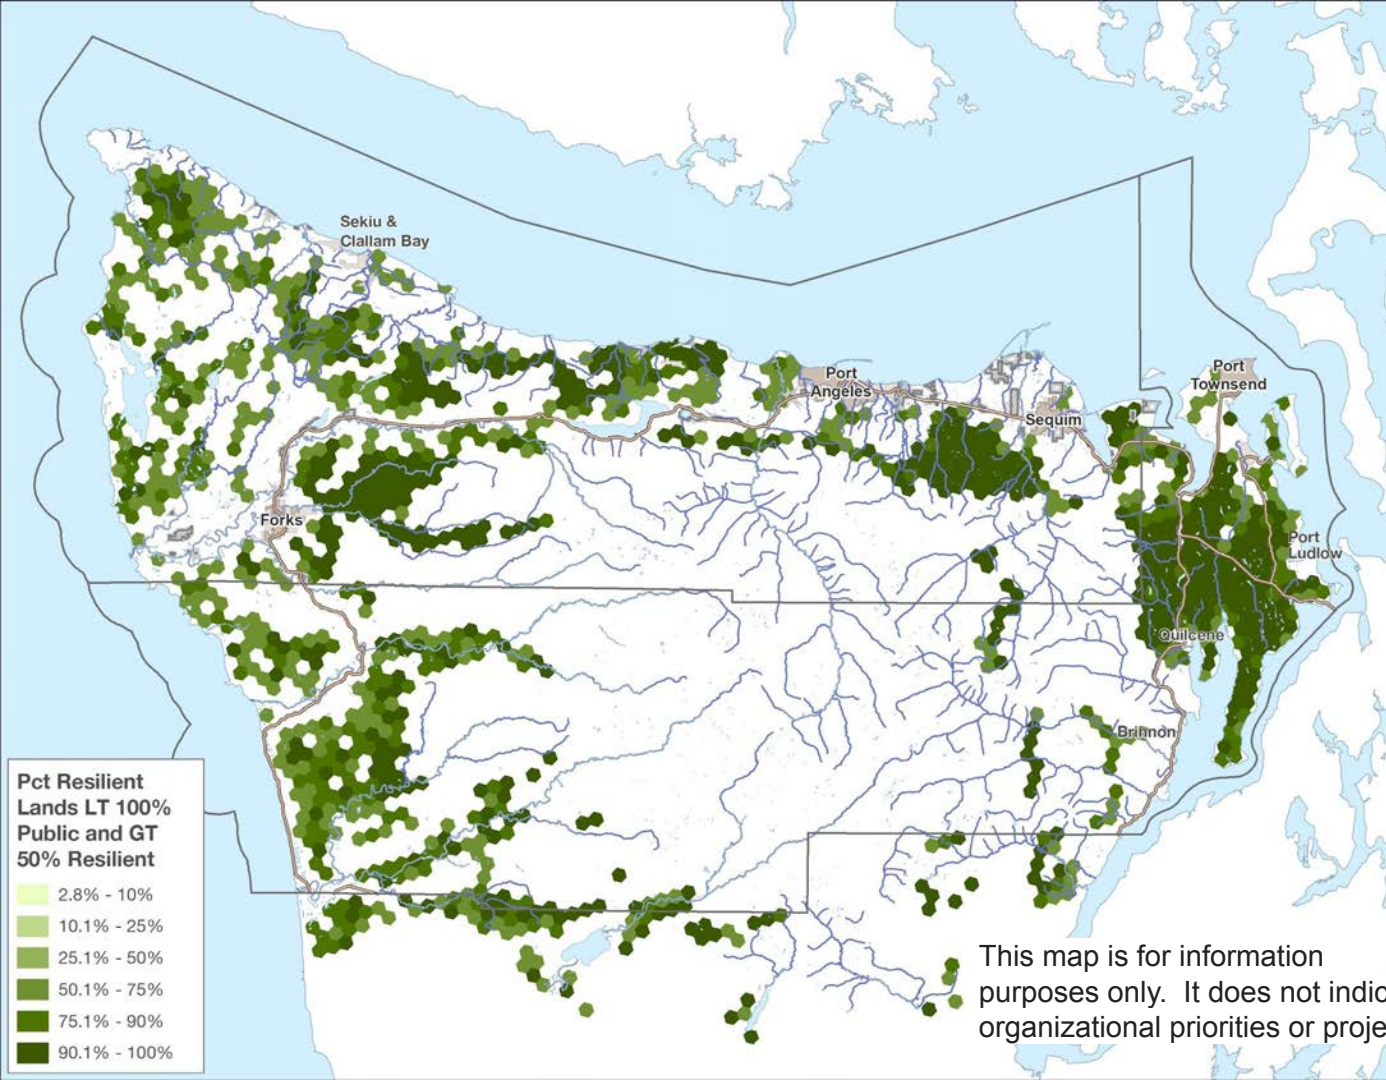 Sekiu &
Clallam Bay
Port
Angeles
Sequim
Port
Townsend
Forks
Port
Ludlow
Quilcene
Brinnon
Pct Resilient
Lands LT 100%
Public and GT
50% Resilient
2.8% - 10%
10.1% - 25%
25.1% - 50%
50.1% - 75%
75.1% - 90%
90.1% - 100%
This map is for information
purposes only.  It does not indic
organizational priorities or proje